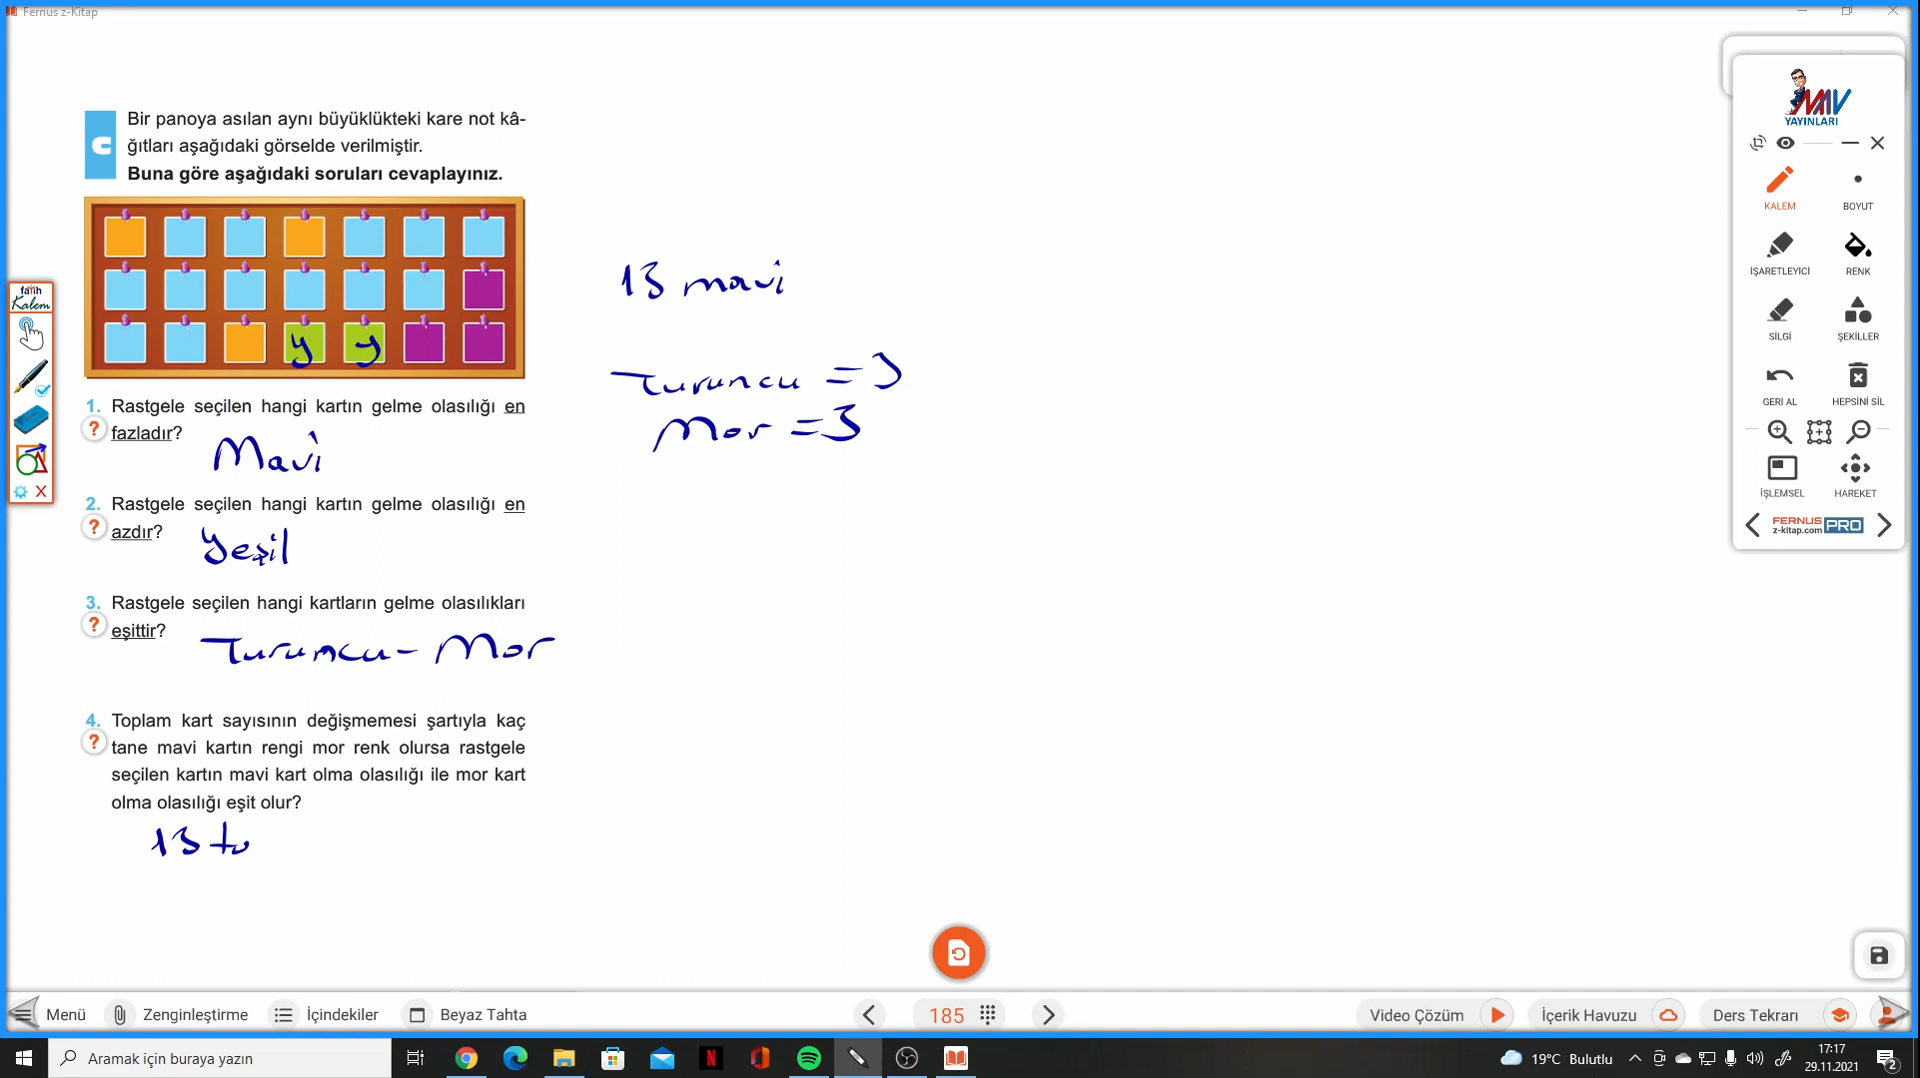 Fernus z-Kitap
C
Bir panoya asılan aynı büyüklükteki kare not kâ-
ğıtları aşağıdaki görselde verilmiştir.
Buna göre aşağıdaki soruları cevaplayınız.
y y
1. Rastgele seçilen hangi kartın gelme olasılığı en
? fazladır?
Mavi
2. Rastgele seçilen hangi kartın gelme olasılığı en
? azdır?
Yeşil
3. Rastgele seçilen hangi kartların gelme olasılıkları
? eşittir?
Turuncu - Mor
4. Toplam kart sayısının değişmemesi şartıyla kaç
? tane mavi kartın rengi mor renk olursa rastgele
seçilen kartın mavi kart olma olasılığı ile mor kart
olma olasılığı eşit olur?
13 to
13 mavi
Turuncu = 3
Mor = 3
fatih
Kalem
X
MAV
YAYINLARI
KALEM
BOYUT
İŞARETLEYİCİ
RENK
SİLGİ
ŞEKİLLER
GERİ AL
HEPSİNİ SİL
İŞLEMSEL
HAREKET
FERNUS
z-kitap.com PRO
Menü
Zenginleştirme
İçindekiler
Beyaz Tahta
185
Video Çözüm
İçerik Havuzu
Ders Tekrarı
Aramak için buraya yazın
19°C Bulutlu
17:17
29.11.2021
2